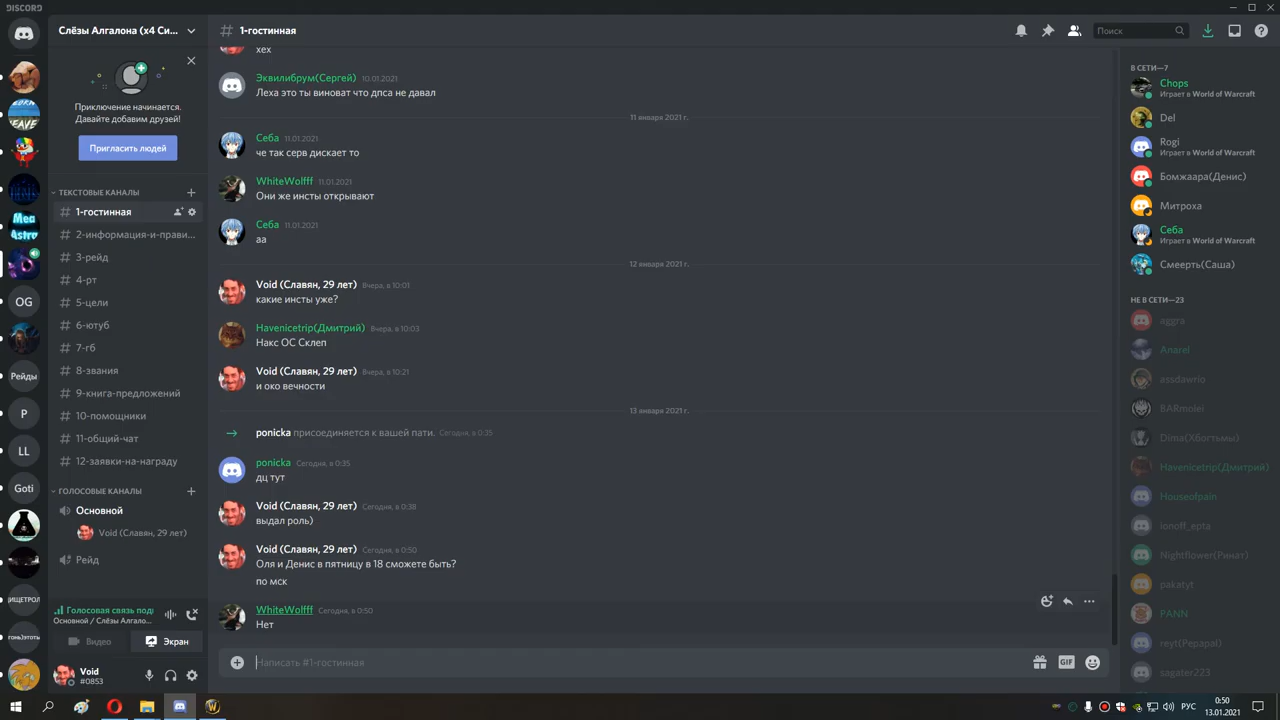 DISCORD
Слёзы Алгалона (x4 Си...
1-гостинная
Поиск
Приключение начинается.
Давайте добавим друзей!
Пригласить людей
ТЕКСТОВЫЕ КАНАЛЫ
1-гостинная
2-информация-и-прави...
3-рейд
4-рт
5-цели
6-ютуб
7-гб
8-звания
9-книга-предложений
10-помощники
11-общий-чат
12-заявки-на-награду
ГОЛОСОВЫЕ КАНАЛЫ
Основной
Void (Славян, 29 лет)
Рейд
Голосовая связь под
Основной / Слёзы Алгало...
Видео
Экран
Void
#0853
OG
Рейды
P
LL
Goti
ИЩЕТРОЛ
хех
Эквилибрум(Сергей) 10.01.2021
Леха это ты виноват что дпса не давал
11 января 2021 г.
Себа 11.01.2021
че так серв дискает то
WhiteWolfff 11.01.2021
Они же инсты открывают
Себа 11.01.2021
аа
12 января 2021 г.
Void (Славян, 29 лет) Вчера, в 10:01
какие инсты уже?
Havenicetrip(Дмитрий) Вчера, в 10:03
Накс ОС Склеп
Void (Славян, 29 лет) Вчера, в 10:21
и око вечности
13 января 2021 г.
ponicka присоединяется к вашей пати. Сегодня, в 0:35
ponicka Сегодня, в 0:35
дц тут
Void (Славян, 29 лет) Сегодня, в 0:38
выдал роль)
Void (Славян, 29 лет) Сегодня, в 0:50
Оля и Денис в пятницу в 18 сможете быть?
по мск
WhiteWolfff Сегодня, в 0:50
Нет
Написать #1-гостинная
GIF
В СЕТИ—7
Chops
Играет в World of Warcraft
Del
Rogi
Играет в World of Warcraft
Бомжаара(Денис)
Митроха
Себа
Играет в World of Warcraft
Смеерть(Саша)
НЕ В СЕТИ—23
aggra
Anarel
assdawrio
BARmolei
Dima(Хбогтьмы)
Havenicetrip(Дмитрий)
Houseofpain
ionoff_epta
Nightflower(Ринат)
pakatyt
PANN
reyt(Pepapal)
sagater223
РУС
0:50
13.01.2021